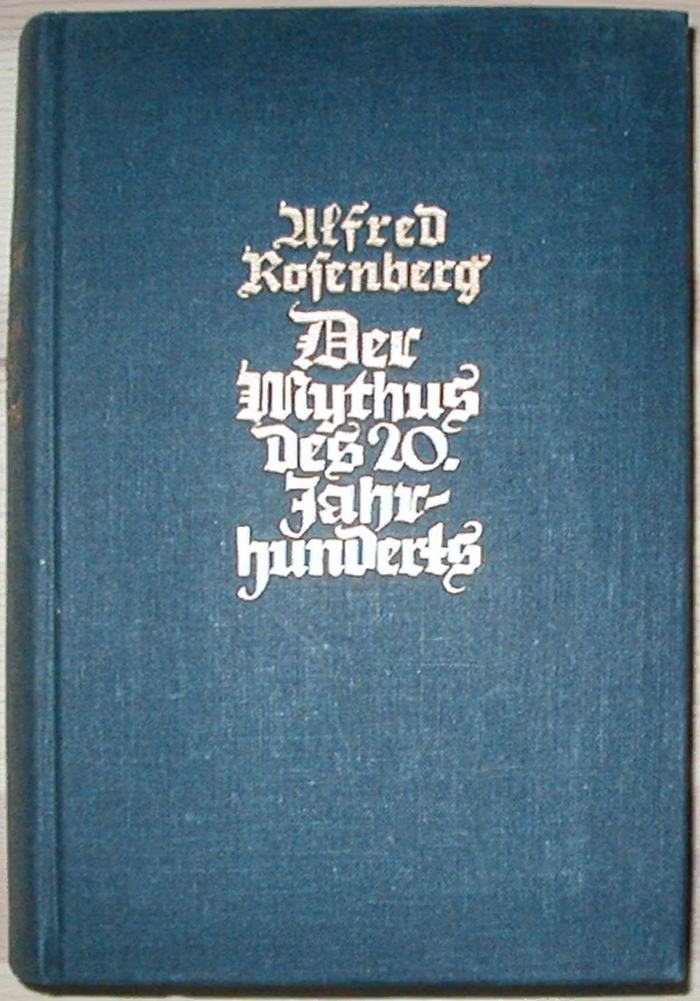 Alfred
Rosenberg
Der
Mythus
des 20.
Jahr-
hunderts